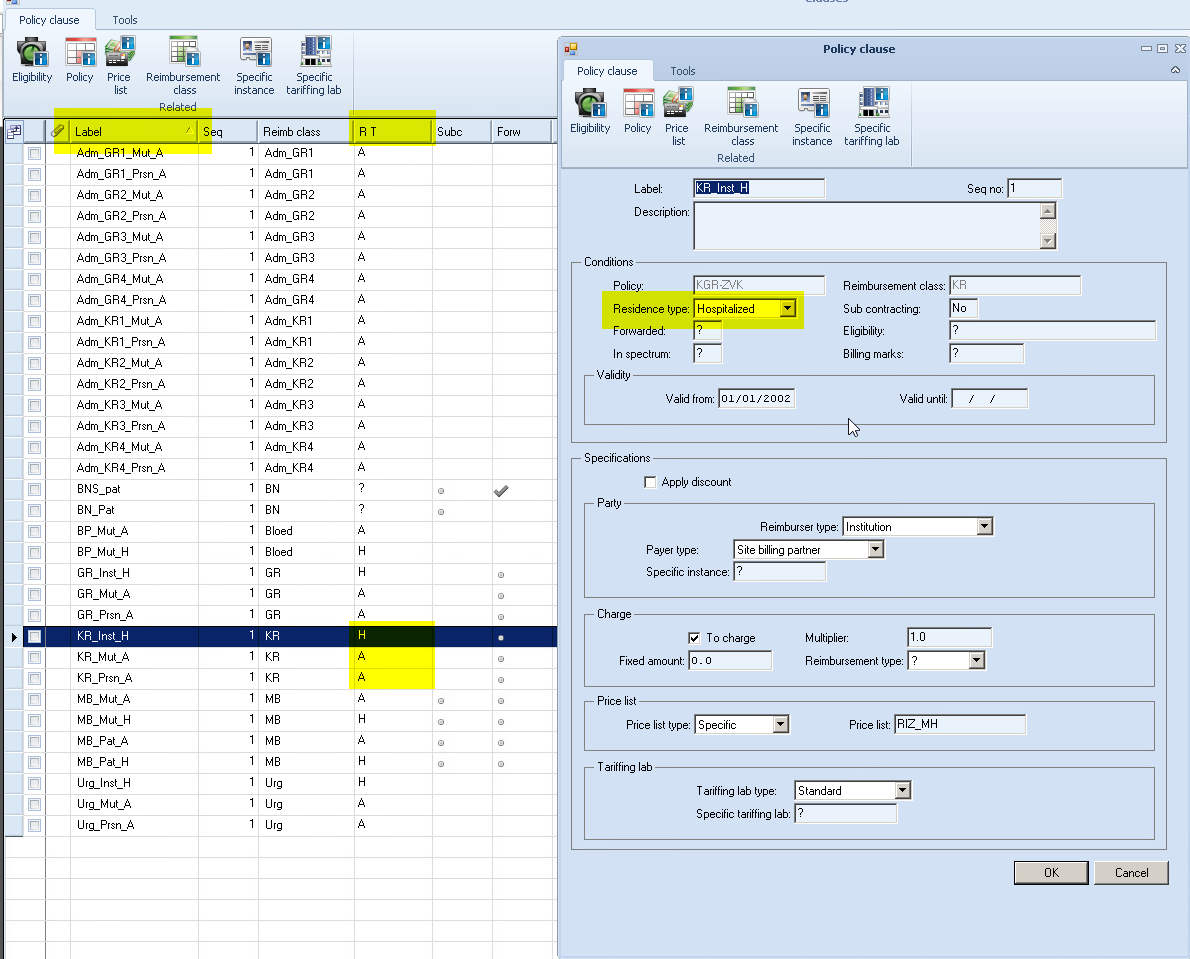 Clauses
Policy clause Tools
Eligibility Policy Price list Reimbursement class Specific instance Specific tariffing lab
Related
Label Seq Reimb class R T Subc Forw
Adm_GR1_Mut_A 1 Adm_GR1 A
Adm_GR1_Prsn_A 1 Adm_GR1 A
Adm_GR2_Mut_A 1 Adm_GR2 A
Adm_GR2_Prsn_A 1 Adm_GR2 A
Adm_GR3_Mut_A 1 Adm_GR3 A
Adm_GR3_Prsn_A 1 Adm_GR3 A
Adm_GR4_Mut_A 1 Adm_GR4 A
Adm_GR4_Prsn_A 1 Adm_GR4 A
Adm_KR1_Mut_A 1 Adm_KR1 A
Adm_KR1_Prsn_A 1 Adm_KR1 A
Adm_KR2_Mut_A 1 Adm_KR2 A
Adm_KR2_Prsn_A 1 Adm_KR2 A
Adm_KR3_Mut_A 1 Adm_KR3 A
Adm_KR3_Prsn_A 1 Adm_KR3 A
Adm_KR4_Mut_A 1 Adm_KR4 A
Adm_KR4_Prsn_A 1 Adm_KR4 A
BNS_pat 1 BN ?
BN_Pat 1 BN ?
BP_Mut_A 1 Bloed A
BP_Mut_H 1 Bloed H
GR_Inst_H 1 GR H
GR_Mut_A 1 GR A
GR_Prsn_A 1 GR A
KR_Inst_H 1 KR H
KR_Mut_A 1 KR A
KR_Prsn_A 1 KR A
MB_Mut_A 1 MB A
MB_Mut_H 1 MB H
MB_Pat_A 1 MB A
MB_Pat_H 1 MB H
Urg_Inst_H 1 Urg H
Urg_Mut_A 1 Urg A
Urg_Prsn_A 1 Urg A
Policy clause
Policy clause Tools
Eligibility Policy Price list Reimbursement class Specific instance Specific tariffing lab
Related
Label: KR_Inst_H Seq no: 1
Description:
Conditions
Policy: KGR-ZVK Reimbursement class: KR
Residence type: Hospitalized Sub contracting: No
Forwarded: ? Eligibility: ?
In spectrum: ? Billing marks: ?
Validity
Valid from: 01/01/2002 Valid until: / /
Specifications
Apply discount
Party
Reimburser type: Institution
Payer type: Site billing partner
Specific instance: ?
Charge
To charge Multiplier: 1.0
Fixed amount: 0.0 Reimbursement type: ?
Price list
Price list type: Specific Price list: RIZ_MH
Tariffing lab
Tariffing lab type: Standard
Specific tariffing lab: ?
OK Cancel